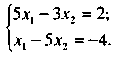 5x₁ − 3x₂ = 2;
x₁ − 5x₂ = −4.